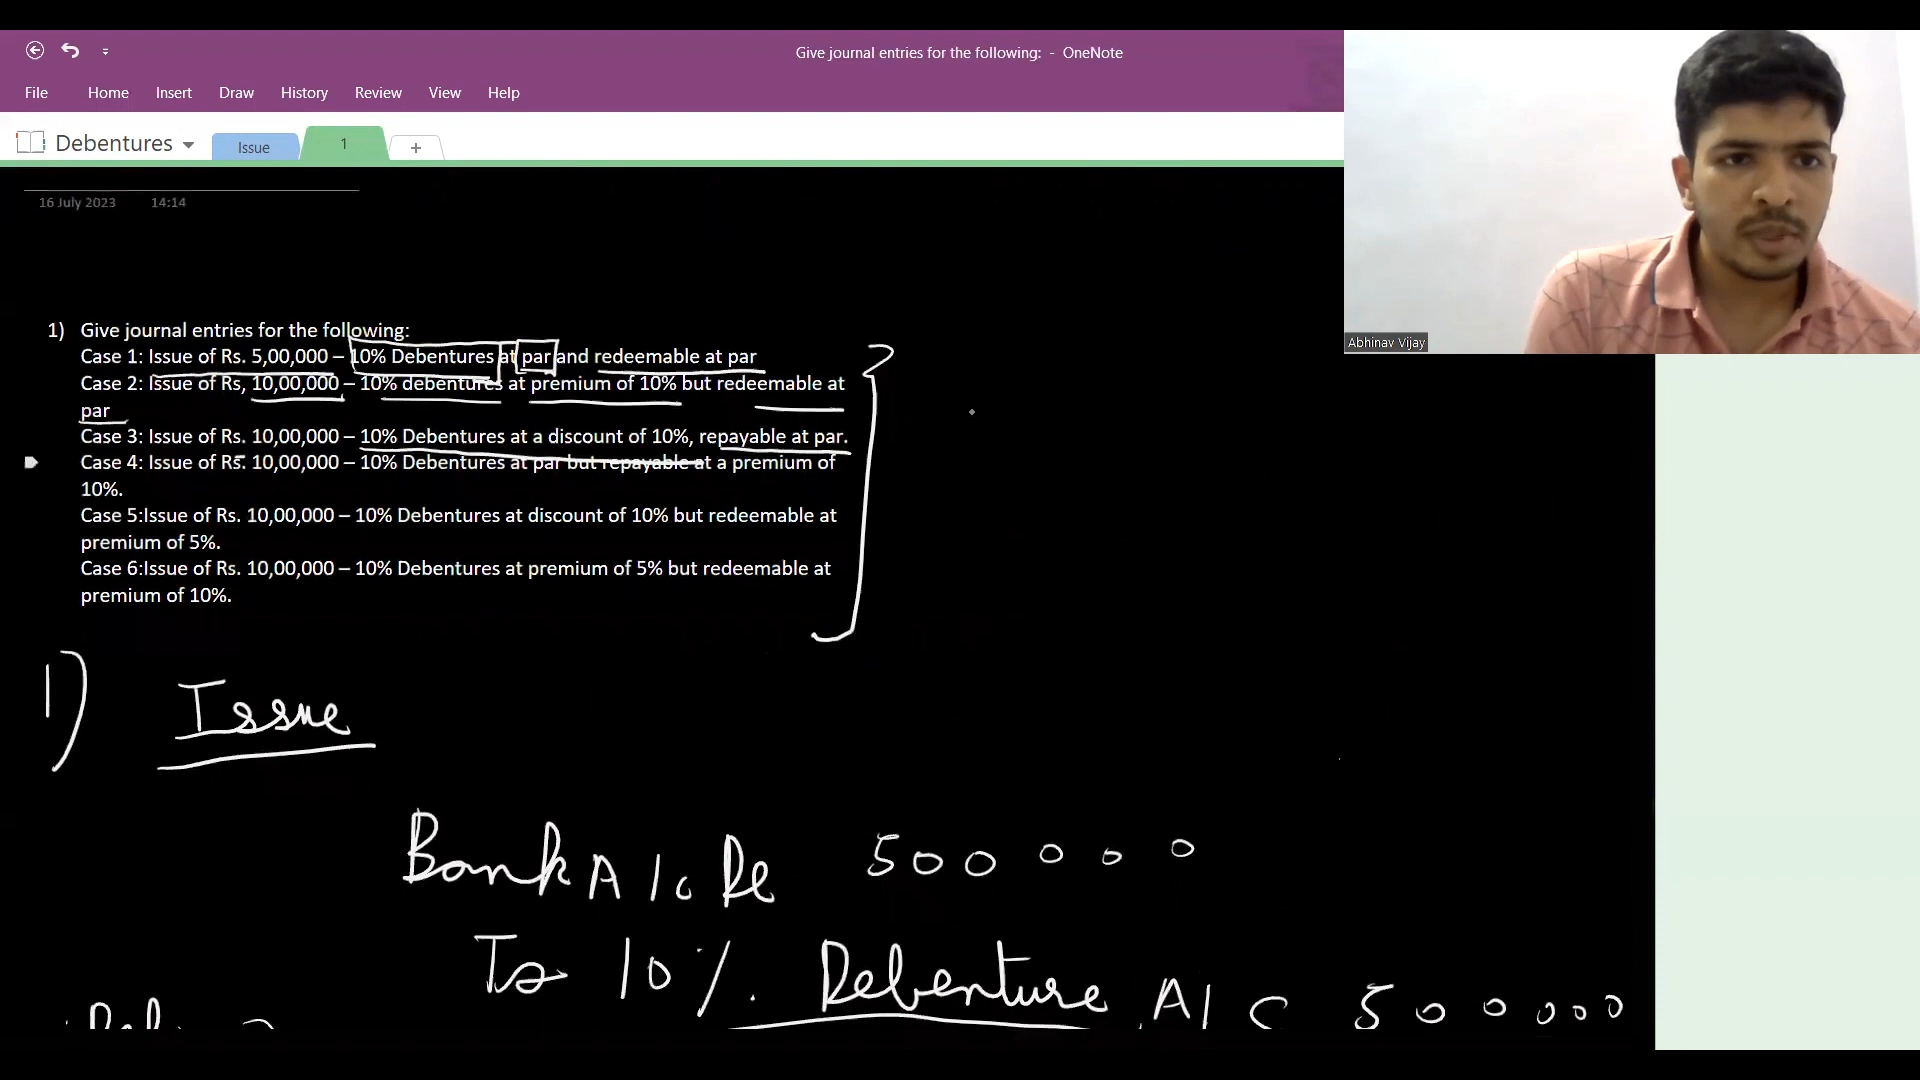 Give journal entries for the following: - OneNote
File Home Insert Draw History Review View Help
Debentures Issue 1 +
16 July 2023 14:14
Abhinav Vijay
1) Give journal entries for the following:
Case 1: Issue of Rs. 5,00,000 – 10% Debentures at par and redeemable at par
Case 2: Issue of Rs, 10,00,000 – 10% debentures at premium of 10% but redeemable at
par
Case 3: Issue of Rs. 10,00,000 – 10% Debentures at a discount of 10%, repayable at par.
Case 4: Issue of Rs. 10,00,000 – 10% Debentures at par but repayable at a premium of
10%.
Case 5:Issue of Rs. 10,00,000 – 10% Debentures at discount of 10% but redeemable at
premium of 5%.
Case 6:Issue of Rs. 10,00,000 – 10% Debentures at premium of 5% but redeemable at
premium of 10%.
1) Issue
Bank A/c De 500000
To 10%. Debenture A/C 500000